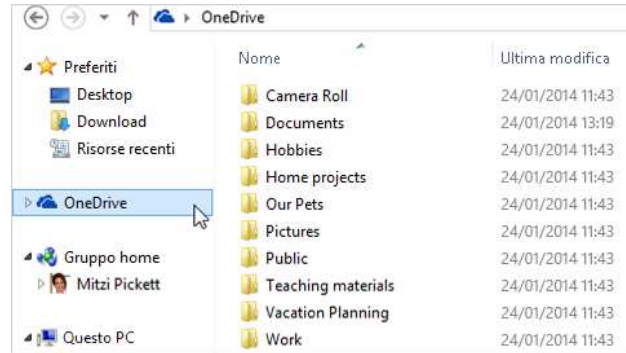 OneDrive
Preferiti
Desktop
Download
Risorse recenti
OneDrive
Gruppo home
Mitzi Pickett
Questo PC
Nome Ultima modifica
Camera Roll 24/01/2014 11:43
Documents 24/01/2014 13:19
Hobbies 24/01/2014 11:43
Home projects 24/01/2014 11:43
Our Pets 24/01/2014 11:43
Pictures 24/01/2014 11:43
Public 24/01/2014 11:43
Teaching materials 24/01/2014 11:43
Vacation Planning 24/01/2014 11:43
Work 24/01/2014 11:43